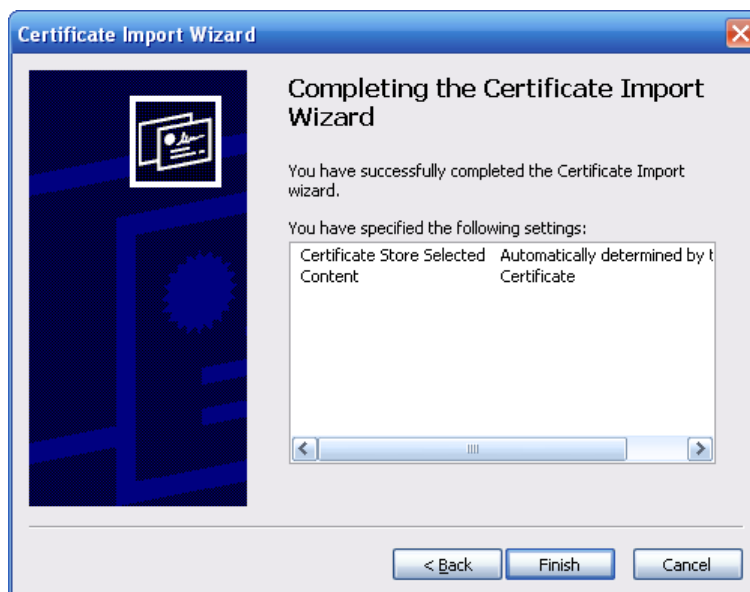 Certificate Import Wizard
Completing the Certificate Import
Wizard
You have successfully completed the Certificate Import
wizard.
You have specified the following settings:
Certificate Store Selected Automatically determined by t
Content Certificate
< Back Finish Cancel